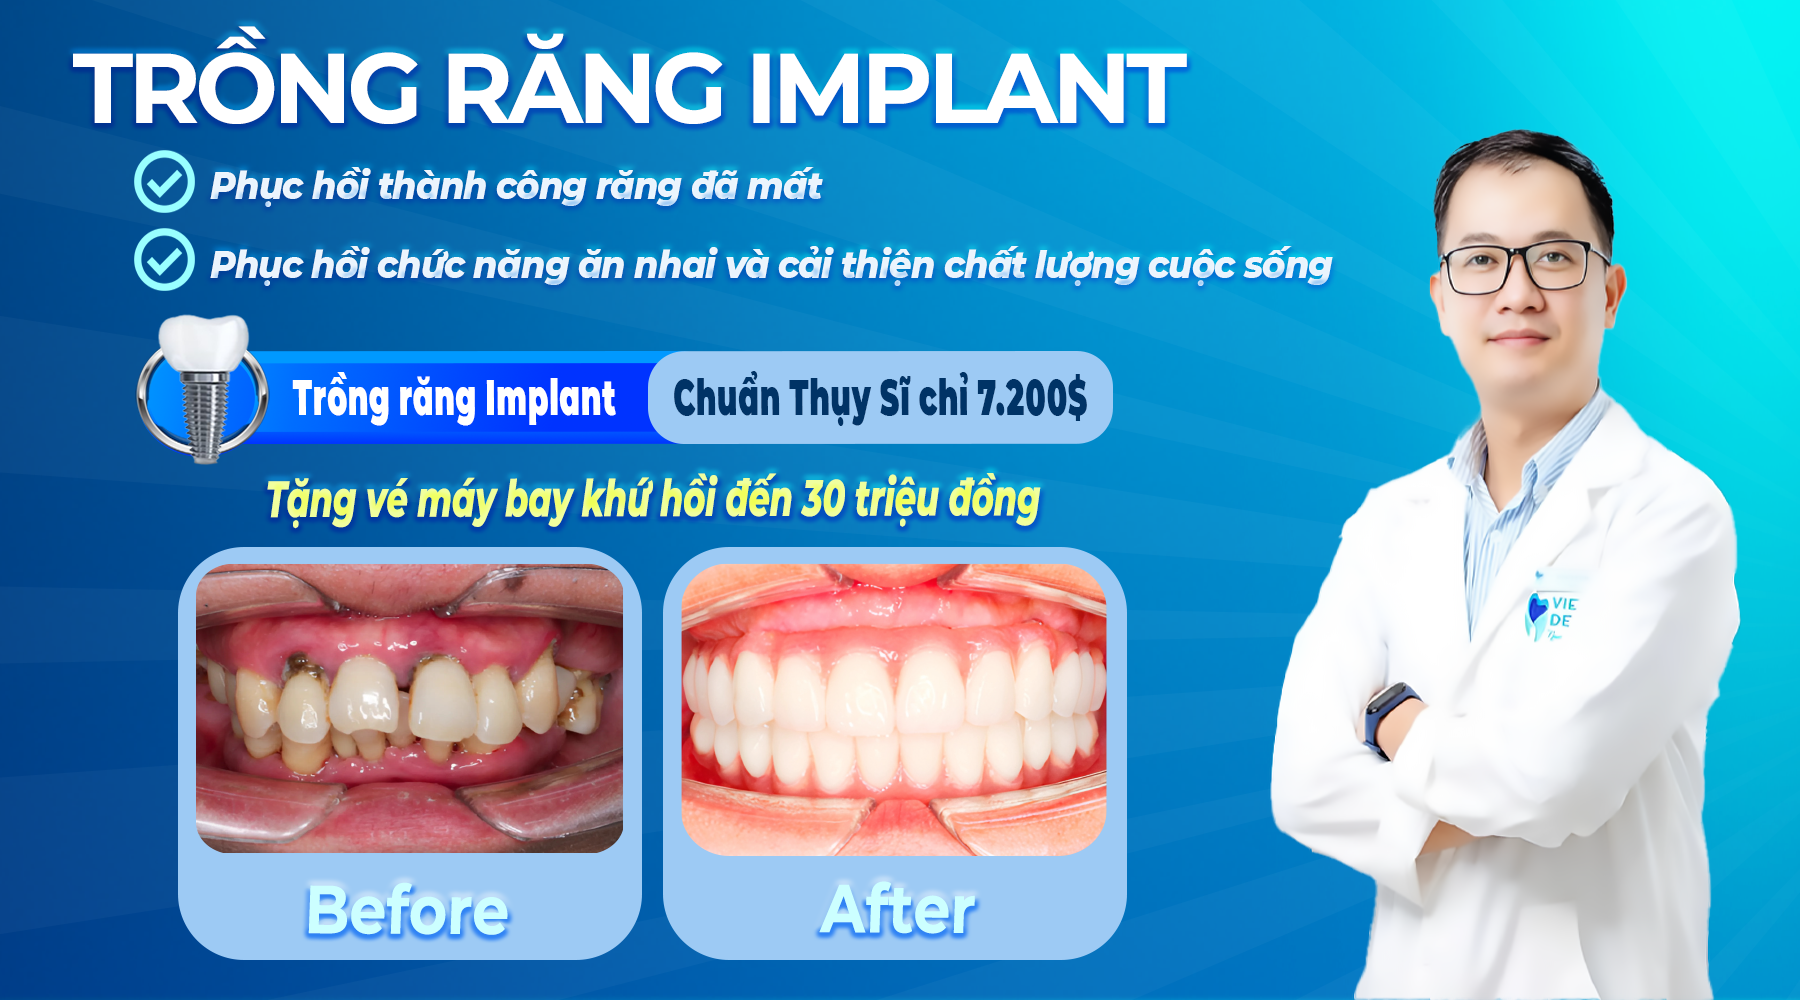 TRỒNG RĂNG IMPLANT
Phục hồi thành công răng đã mất
Phục hồi chức năng ăn nhai và cải thiện chất lượng cuộc sống
Trồng răng Implant
Chuẩn Thụy Sĩ chỉ 7.200$
Tặng vé máy bay khứ hồi đến 30 triệu đồng
VIE
DE
Before
After